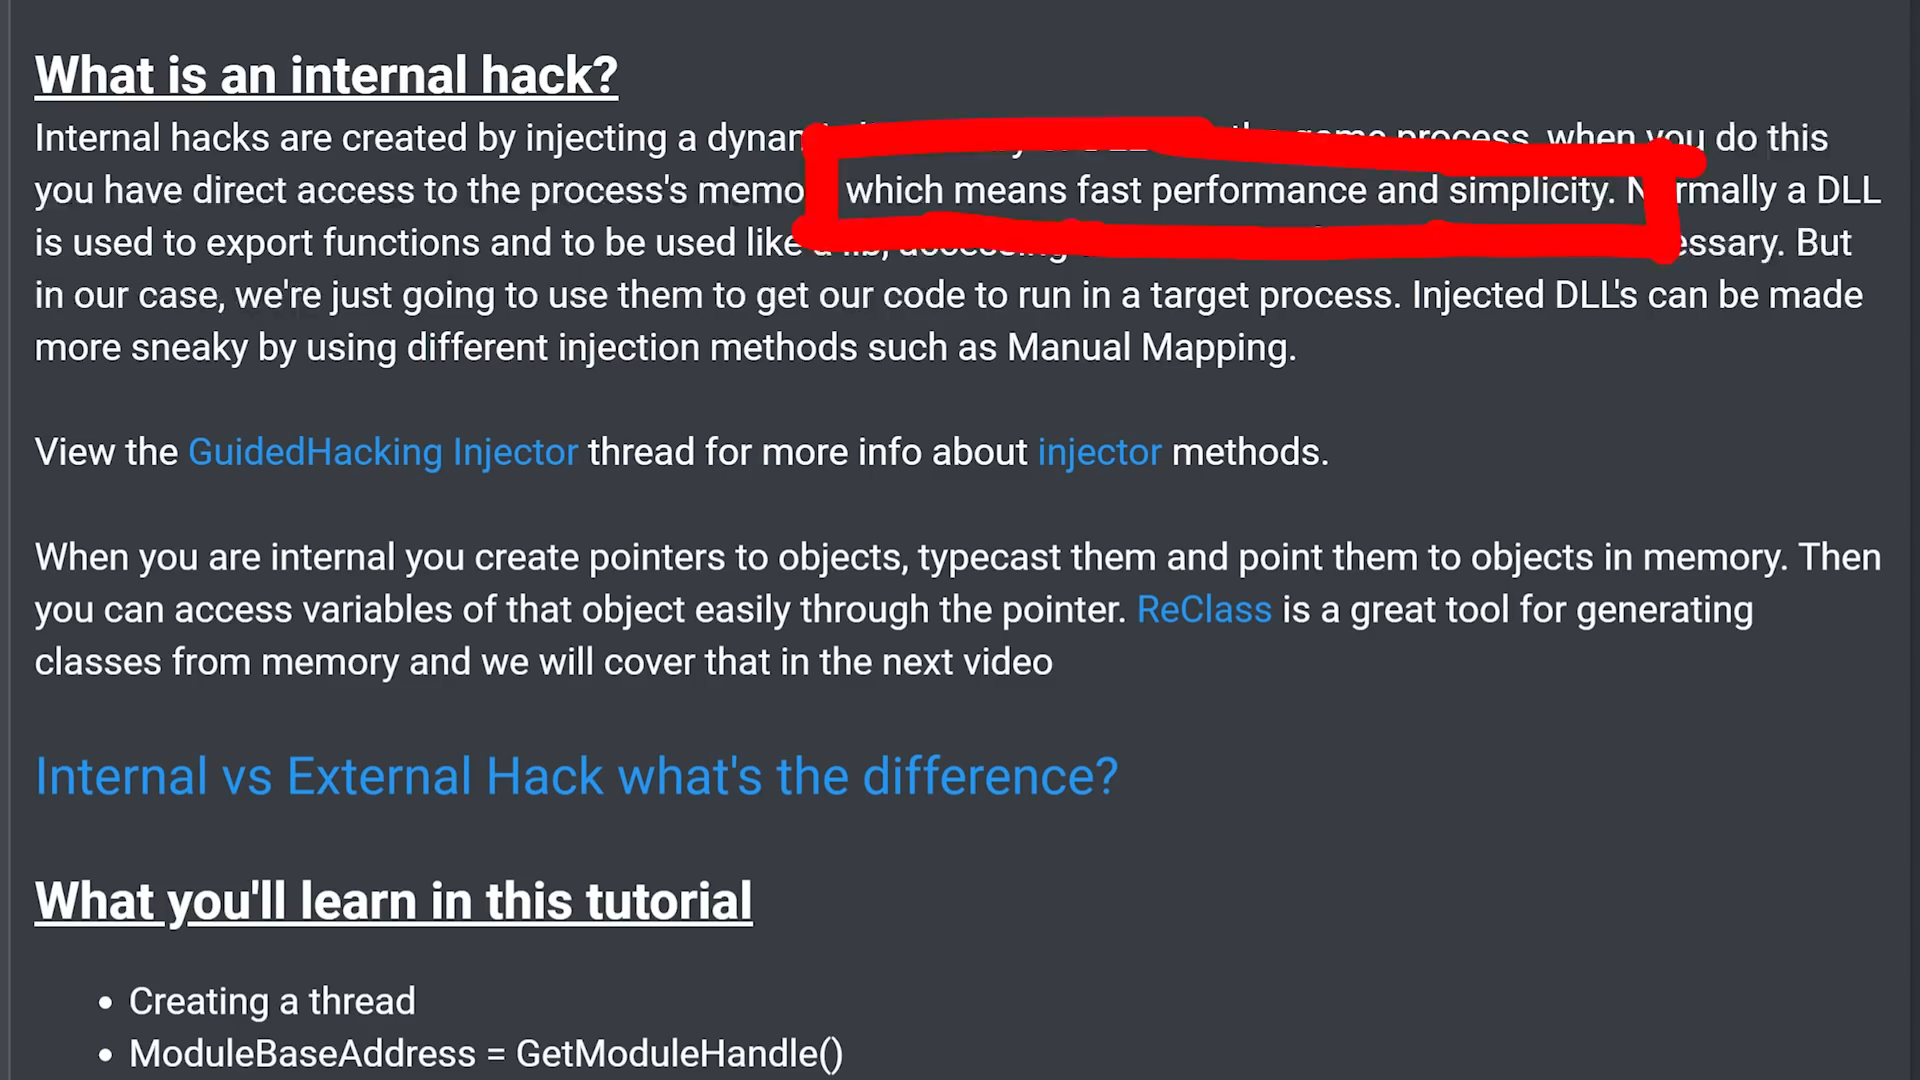 What is an internal hack?
Internal hacks are created by injecting a process, when you do this
you have direct access to the process's which means fast performance and simplicity. a DLL
is used to export functions and to be used like But
in our case, we're just going to use them to get our code to run in a target process. Injected DLL's can be made
more sneaky by using different injection methods such as Manual Mapping.
View the GuidedHacking Injector thread for more info about injector methods.
When you are internal you create pointers to objects, typecast them and point them to objects in memory. Then
you can access variables of that object easily through the pointer. ReClass is a great tool for generating
classes from memory and we will cover that in the next video
Internal vs External Hack what's the difference?
What you'll learn in this tutorial
• Creating a thread
• ModuleBaseAddress = GetModuleHandle()